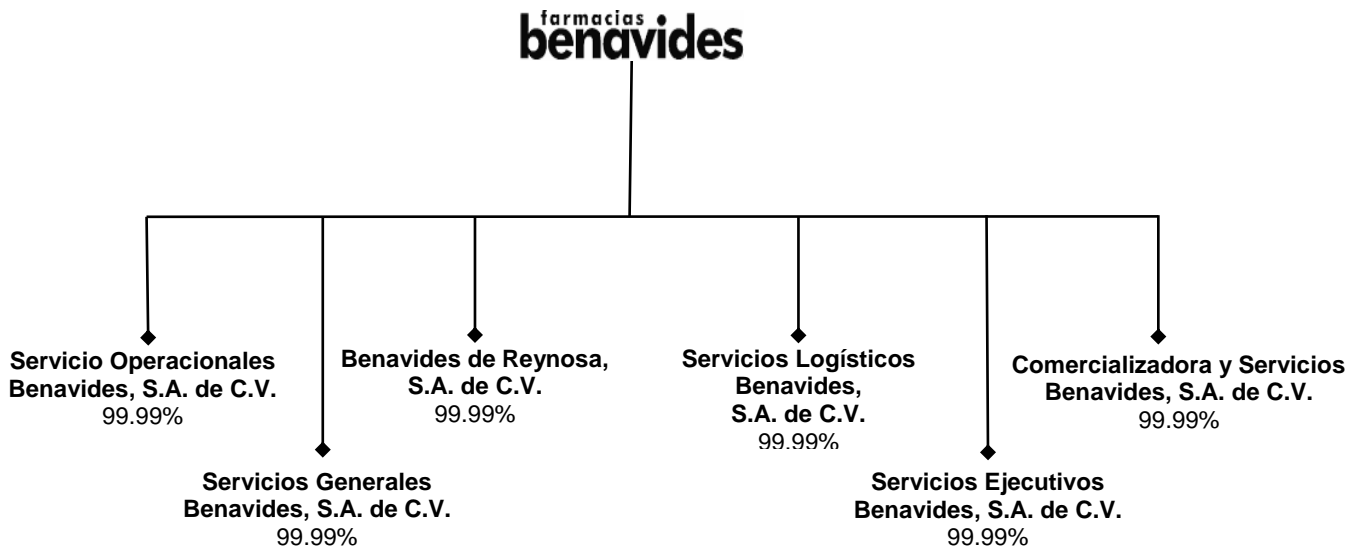 farmacias
benavides
Servicio Operacionales
Benavides, S.A. de C.V.
99.99%
Benavides de Reynosa,
S.A. de C.V.
99.99%
Servicios Logísticos
Benavides,
S.A. de C.V.
99.99%
Comercializadora y Servicios
Benavides, S.A. de C.V.
99.99%
Servicios Generales
Benavides, S.A. de C.V.
99.99%
Servicios Ejecutivos
Benavides, S.A. de C.V.
99.99%